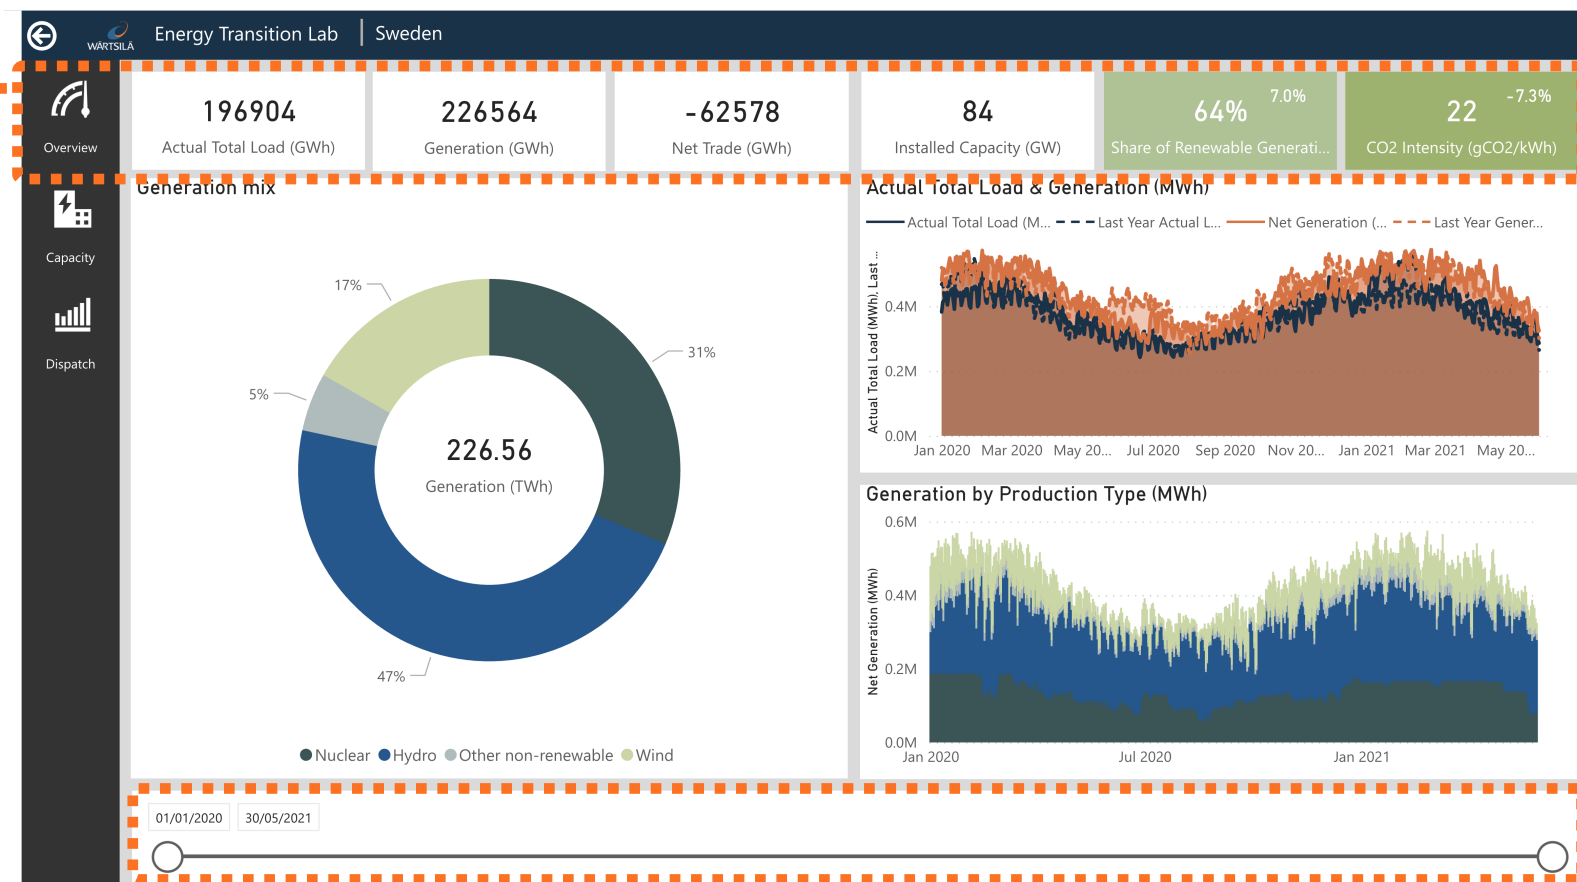 WÄRTSILÄ
Energy Transition Lab | Sweden
Overview
Capacity
Dispatch
196904
Actual Total Load (GWh)
226564
Generation (GWh)
-62578
Net Trade (GWh)
84
Installed Capacity (GW)
64% 7.0%
Share of Renewable Generati...
22 -7.3%
CO2 Intensity (gCO2/kWh)
Generation mix
17%
31%
5%
47%
226.56
Generation (TWh)
Nuclear Hydro Other non-renewable Wind
Actual Total Load & Generation (MWh)
Actual Total Load (M... Last Year Actual L... Net Generation (... Last Year Gener...
Actual Total Load (MWh), Last ...
0.4M
0.2M
0.0M
Jan 2020 Mar 2020 May 20... Jul 2020 Sep 2020 Nov 20... Jan 2021 Mar 2021 May 20...
Generation by Production Type (MWh)
Net Generation (MWh)
0.6M
0.4M
0.2M
0.0M
Jan 2020 Jul 2020 Jan 2021
01/01/2020 30/05/2021